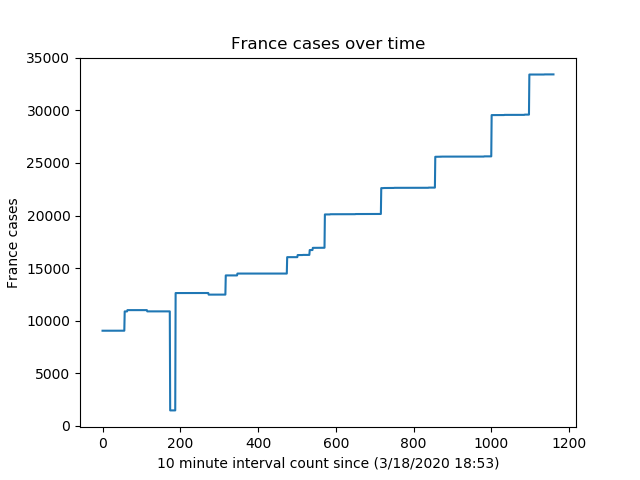 France cases over time
35000
30000
25000
20000
15000
10000
5000
0
France cases
0 200 400 600 800 1000 1200
10 minute interval count since (3/18/2020 18:53)